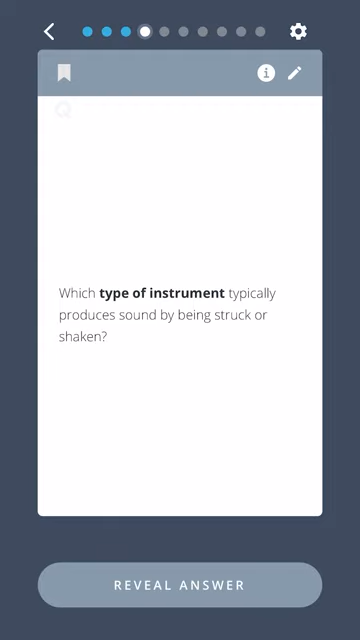 Q
Which type of instrument typically
produces sound by being struck or
shaken?
REVEAL ANSWER